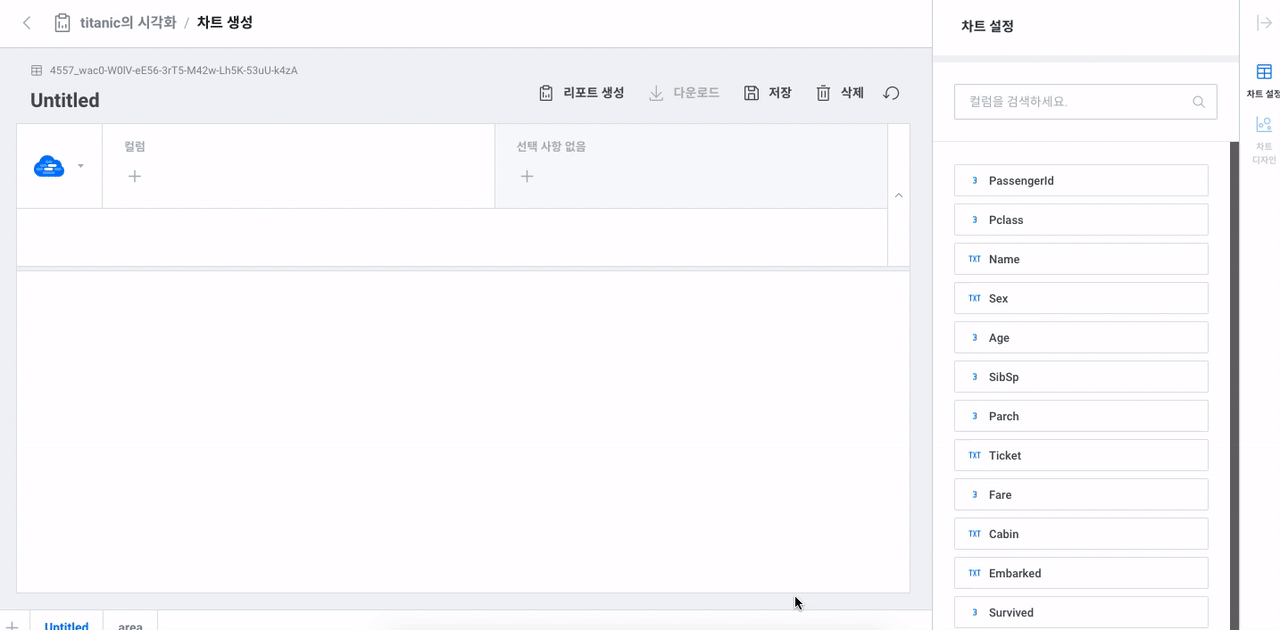 titanic의 시각화 / 차트 생성
4557_wac0-W0lV-eE56-3rT5-M42w-Lh5K-53uU-k4zA
Untitled
리포트 생성 다운로드 저장 삭제
컬럼
선택 사항 없음
Untitled area
차트 설정
컬럼을 검색하세요.
3 PassengerId
3 Pclass
TXT Name
TXT Sex
3 Age
3 SibSp
3 Parch
TXT Ticket
3 Fare
TXT Cabin
TXT Embarked
3 Survived
차트 설정
차트
디자인